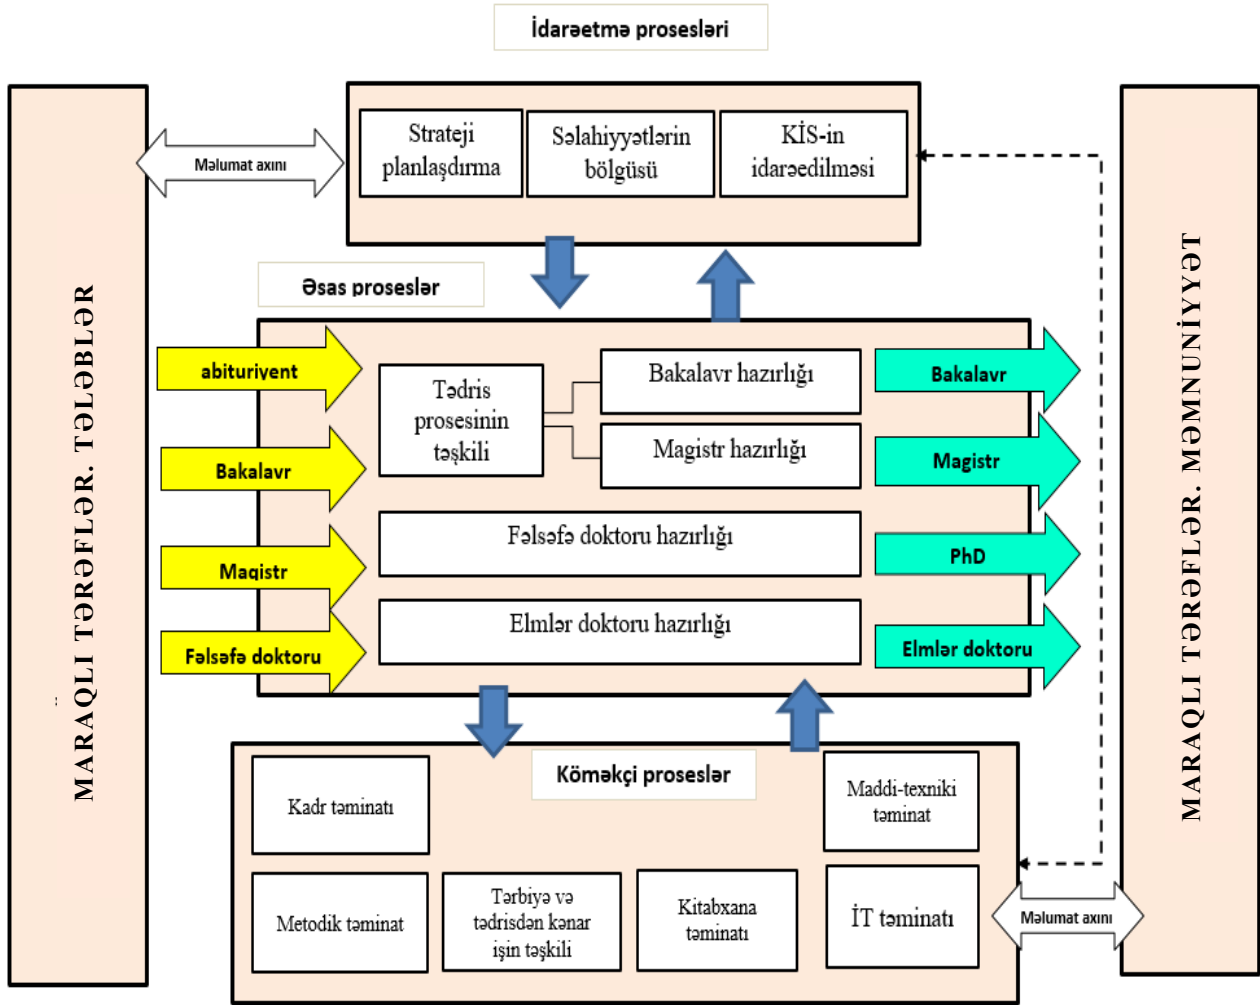 İdarəetmə prosesləri
Strateji
planlaşdırma
Səlahiyyətlərin
bölgüsü
KİS-in
idarəedilməsi
Məlumat axını
Əsas proseslər
MARAQLI TƏRƏFLƏR. TƏLƏBLƏR
abituriyent
Bakalavr
Magistr
Fəlsəfə doktoru
Tədris
prosesinin
təşkili
Bakalavr hazırlığı
Magistr hazırlığı
Fəlsəfə doktoru hazırlığı
Elmlər doktoru hazırlığı
Bakalavr
Magistr
PhD
Elmlər doktoru
MARAQLI TƏRƏFLƏR. MƏMNUNİYYƏT
Köməkçi proseslər
Kadr təminatı
Maddi-texniki
təminat
Metodik təminat
Tərbiyə və
tədrisdən kənar
işin təşkili
Kitabxana
təminatı
İT təminatı
Məlumat axını